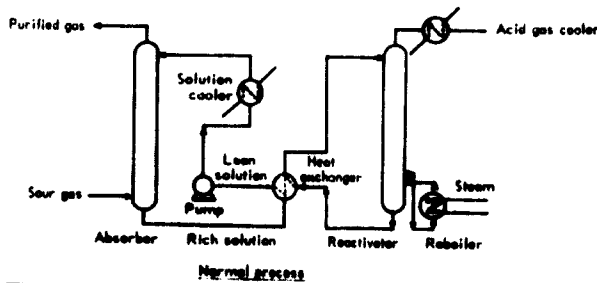 Purified gas
Acid gas cooler
Solution
cooler
Lean
solution
Heat
exchanger
Steam
Sour gas
Pump
Absorber
Rich solution
Reactivator
Reboiler
Normal process